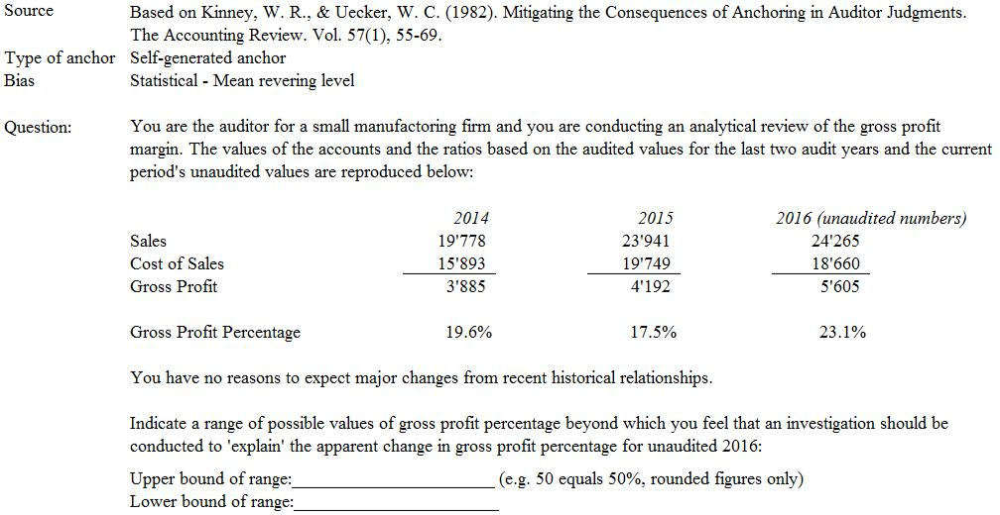 Source Based on Kinney, W. R., & Uecker, W. C. (1982). Mitigating the Consequences of Anchoring in Auditor Judgments.
The Accounting Review. Vol. 57(1), 55-69.
Type of anchor Self-generated anchor
Bias Statistical - Mean revering level
Question: You are the auditor for a small manufactoring firm and you are conducting an analytical review of the gross profit
margin. The values of the accounts and the ratios based on the audited values for the last two audit years and the current
period's unaudited values are reproduced below:
2014 2015 2016 (unaudited numbers)
Sales 19'778 23'941 24'265
Cost of Sales 15'893 19'749 18'660
Gross Profit 3'885 4'192 5'605
Gross Profit Percentage 19.6% 17.5% 23.1%
You have no reasons to expect major changes from recent historical relationships.
Indicate a range of possible values of gross profit percentage beyond which you feel that an investigation should be
conducted to 'explain' the apparent change in gross profit percentage for unaudited 2016:
Upper bound of range:____________________ (e.g. 50 equals 50%, rounded figures only)
Lower bound of range:____________________